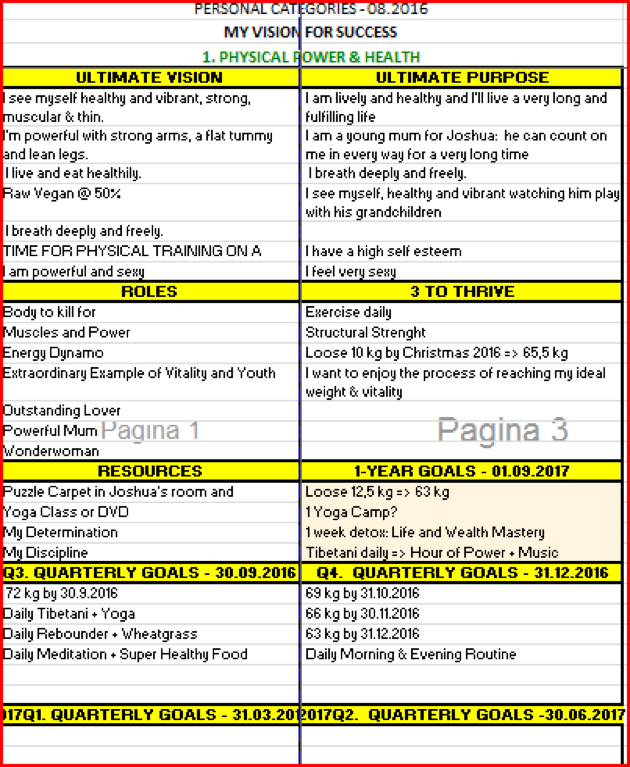 PERSONAL CATEGORIES - 08.2016
MY VISION FOR SUCCESS
1. PHYSICAL POWER & HEALTH
ULTIMATE VISION
I see myself healthy and vibrant, strong,
muscular & thin.
I'm powerful with strong arms, a flat tummy
and lean legs.
I live and eat healthily.
Raw Vegan @ 50%
I breath deeply and freely.
TIME FOR PHYSICAL TRAINING ON A
I am powerful and sexy
ULTIMATE PURPOSE
I am lively and healthy and I'll live a very long and
fulfilling life
I am a young mum for Joshua: he can count on
me in every way for a very long time
I breath deeply and freely.
I see myself, healthy and vibrant watching him play
with his grandchildren
I have a high self esteem
I feel very sexy
ROLES
Body to kill for
Muscles and Power
Energy Dynamo
Extraordinary Example of Vitality and Youth
Outstanding Lover
Powerful Mum
Wonderwoman
Pagina 1
3 TO THRIVE
Exercise daily
Structural Strenght
Loose 10 kg by Christmas 2016 => 65,5 kg
I want to enjoy the process of reaching my ideal
weight & vitality
Pagina 3
RESOURCES
Puzzle Carpet in Joshua's room and
Yoga Class or DVD
My Determination
My Discipline
1-YEAR GOALS - 01.09.2017
Loose 12,5 kg => 63 kg
1 Yoga Camp?
1 week detox: Life and Wealth Mastery
Tibetani daily => Hour of Power + Music
Q3. QUARTERLY GOALS - 30.09.2016
72 kg by 30.9.2016
Daily Tibetani + Yoga
Daily Rebounder + Wheatgrass
Daily Meditation + Super Healthy Food
Q4. QUARTERLY GOALS - 31.12.2016
69 kg by 31.10.2016
66 kg by 30.11.2016
63 kg by 31.12.2016
Daily Morning & Evening Routine
017Q1. QUARTERLY GOALS - 31.03.201
2017Q2. QUARTERLY GOALS -30.06.2017